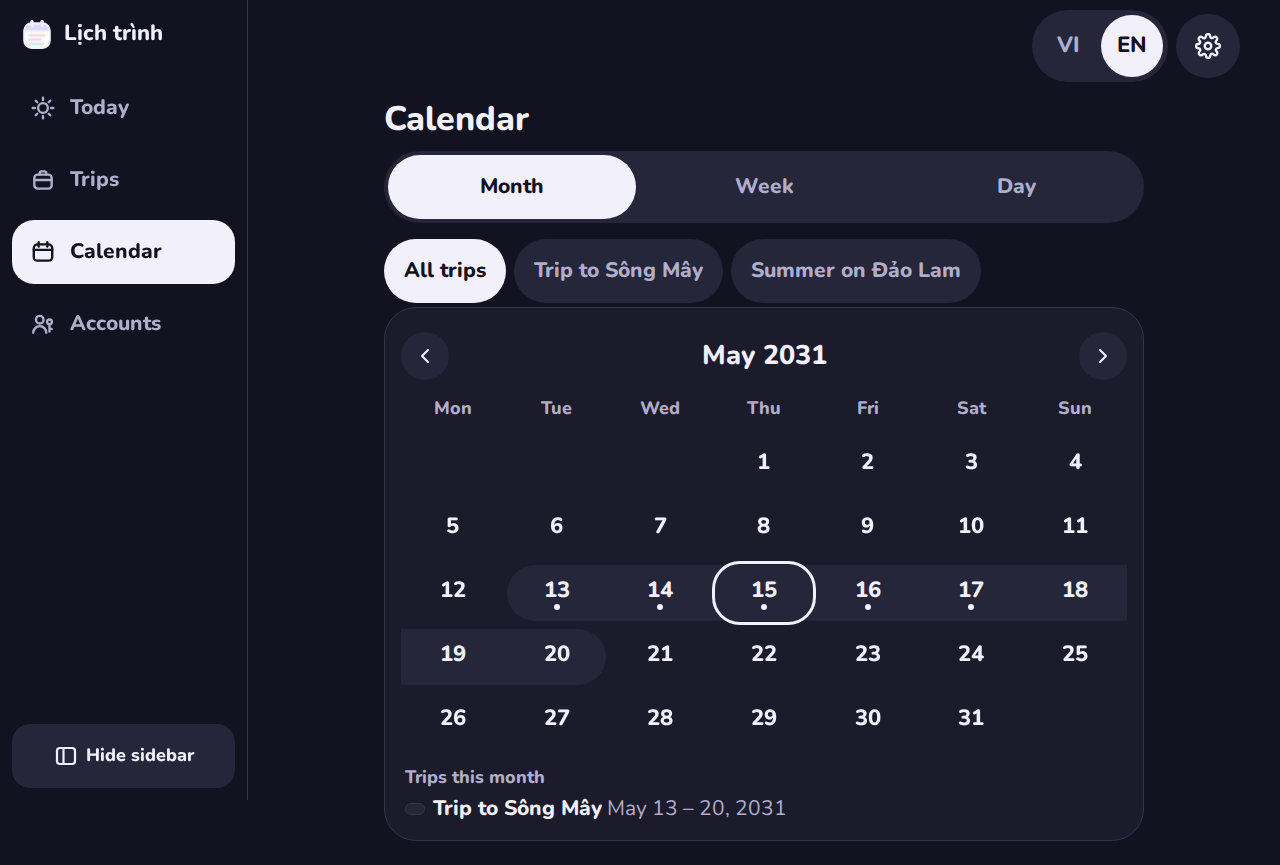 Lịch trình
VI EN
Today
Trips
Calendar
Accounts
Hide sidebar
Calendar
Month Week Day
All trips Trip to Sông Mây Summer on Đảo Lam
May 2031
Mon Tue Wed Thu Fri Sat Sun
1 2 3 4
5 6 7 8 9 10 11
12 13 14 15 16 17 18
19 20 21 22 23 24 25
26 27 28 29 30 31
Trips this month
Trip to Sông Mây May 13 – 20, 2031